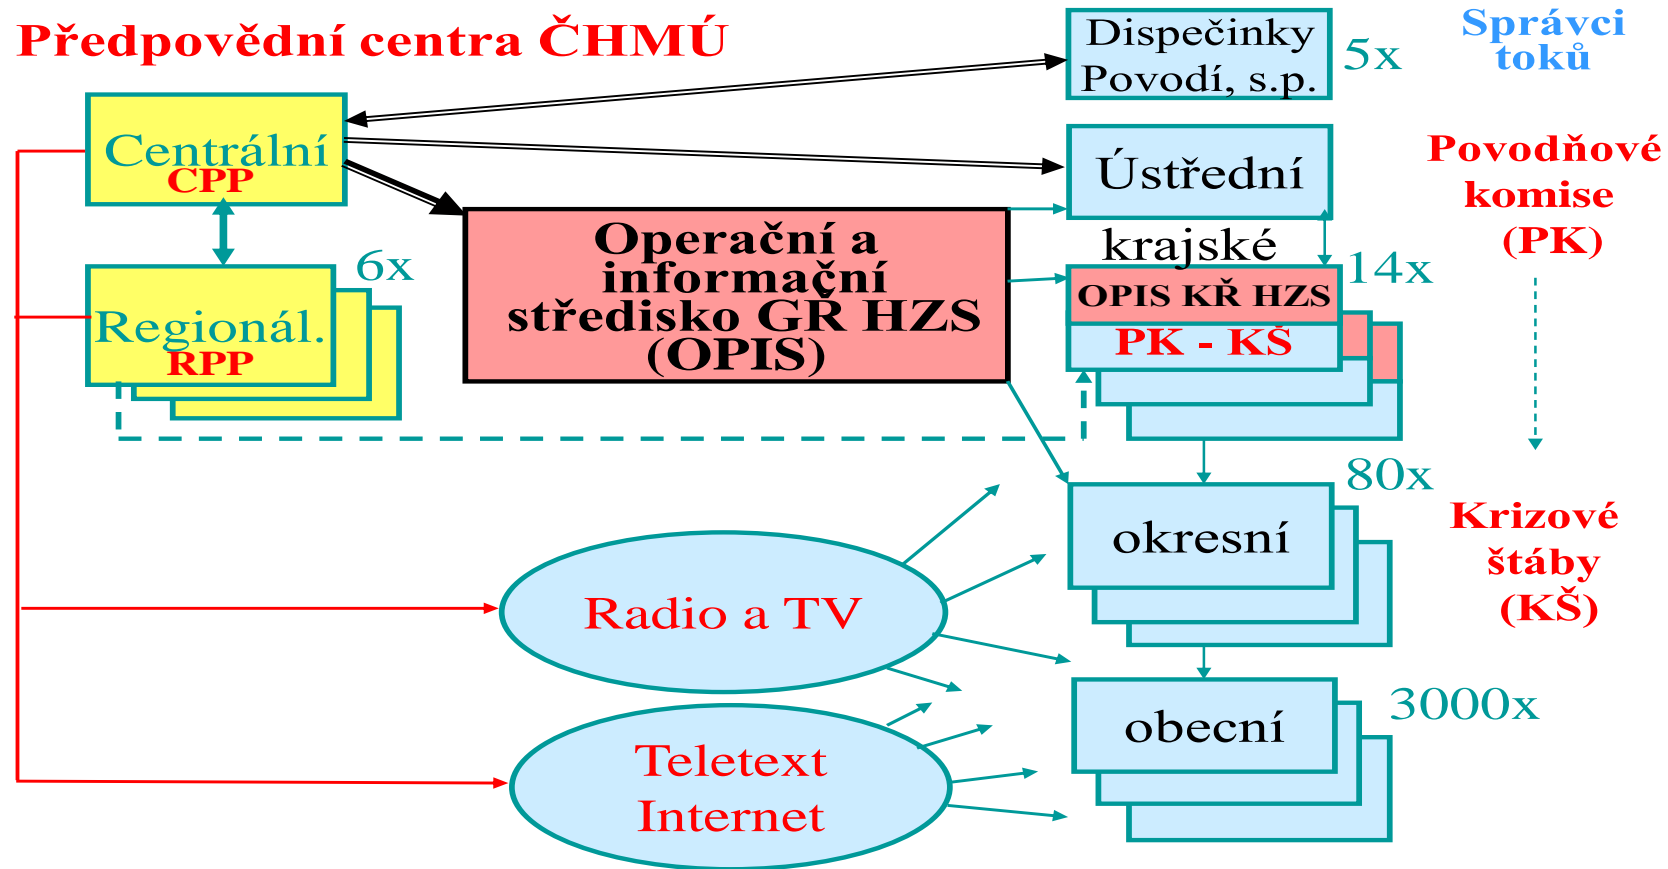 Předpovědní centra ČHMÚ
Dispečinky
Povodí, s.p.
5x
Správci
toků
Centrální
CPP
Ústřední
Povodňové
komise
(PK)
Operační a
informační
středisko GŘ HZS
(OPIS)
krajské
14x
OPIS KŘ HZS
PK - KŠ
6x
Regionál.
RPP
80x
okresní
Krizové
štáby
(KŠ)
Radio a TV
obecní
3000x
Teletext
Internet